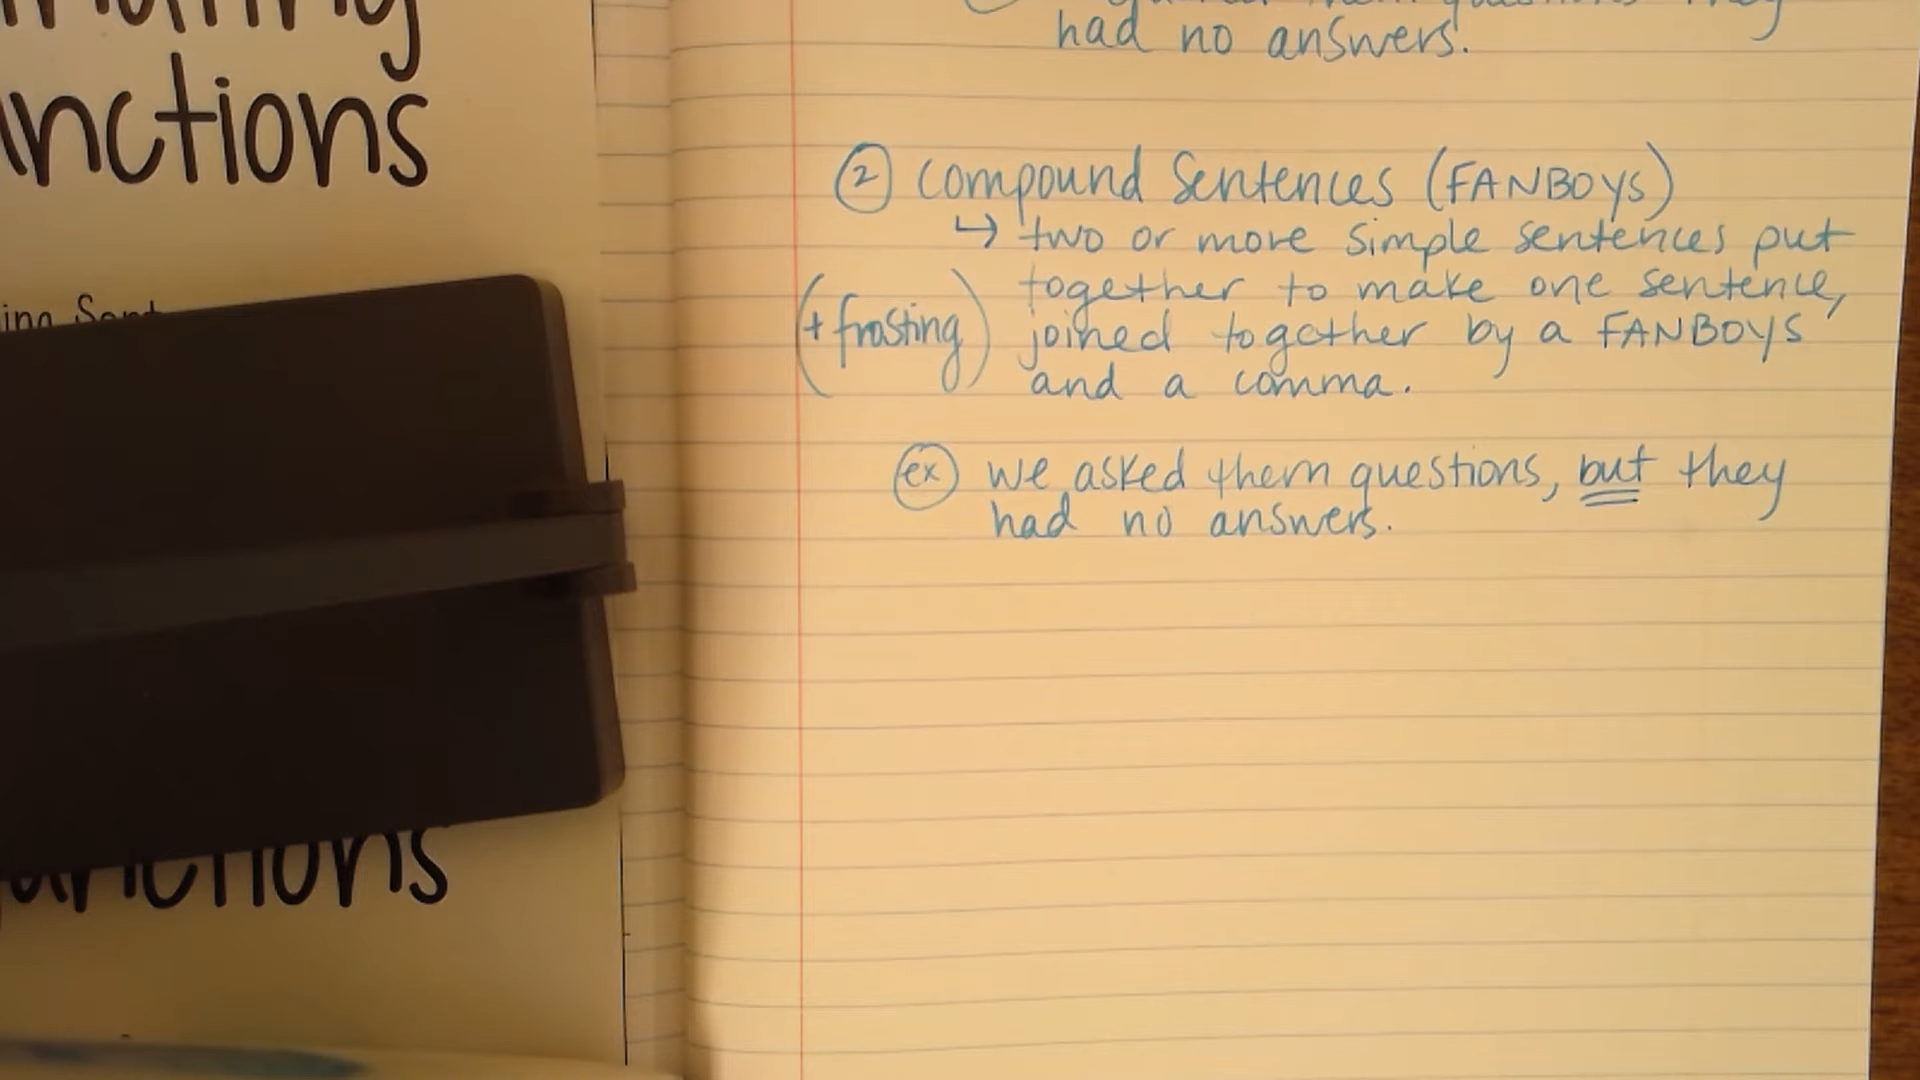 nctions
had no answers.
② Compound Sentences (FANBOYS)
↳ two or more simple sentences put
together to make one sentence,
(+ frosting) joined together by a FANBOYS
and a comma.
ex we asked them questions, but they
had no answers.